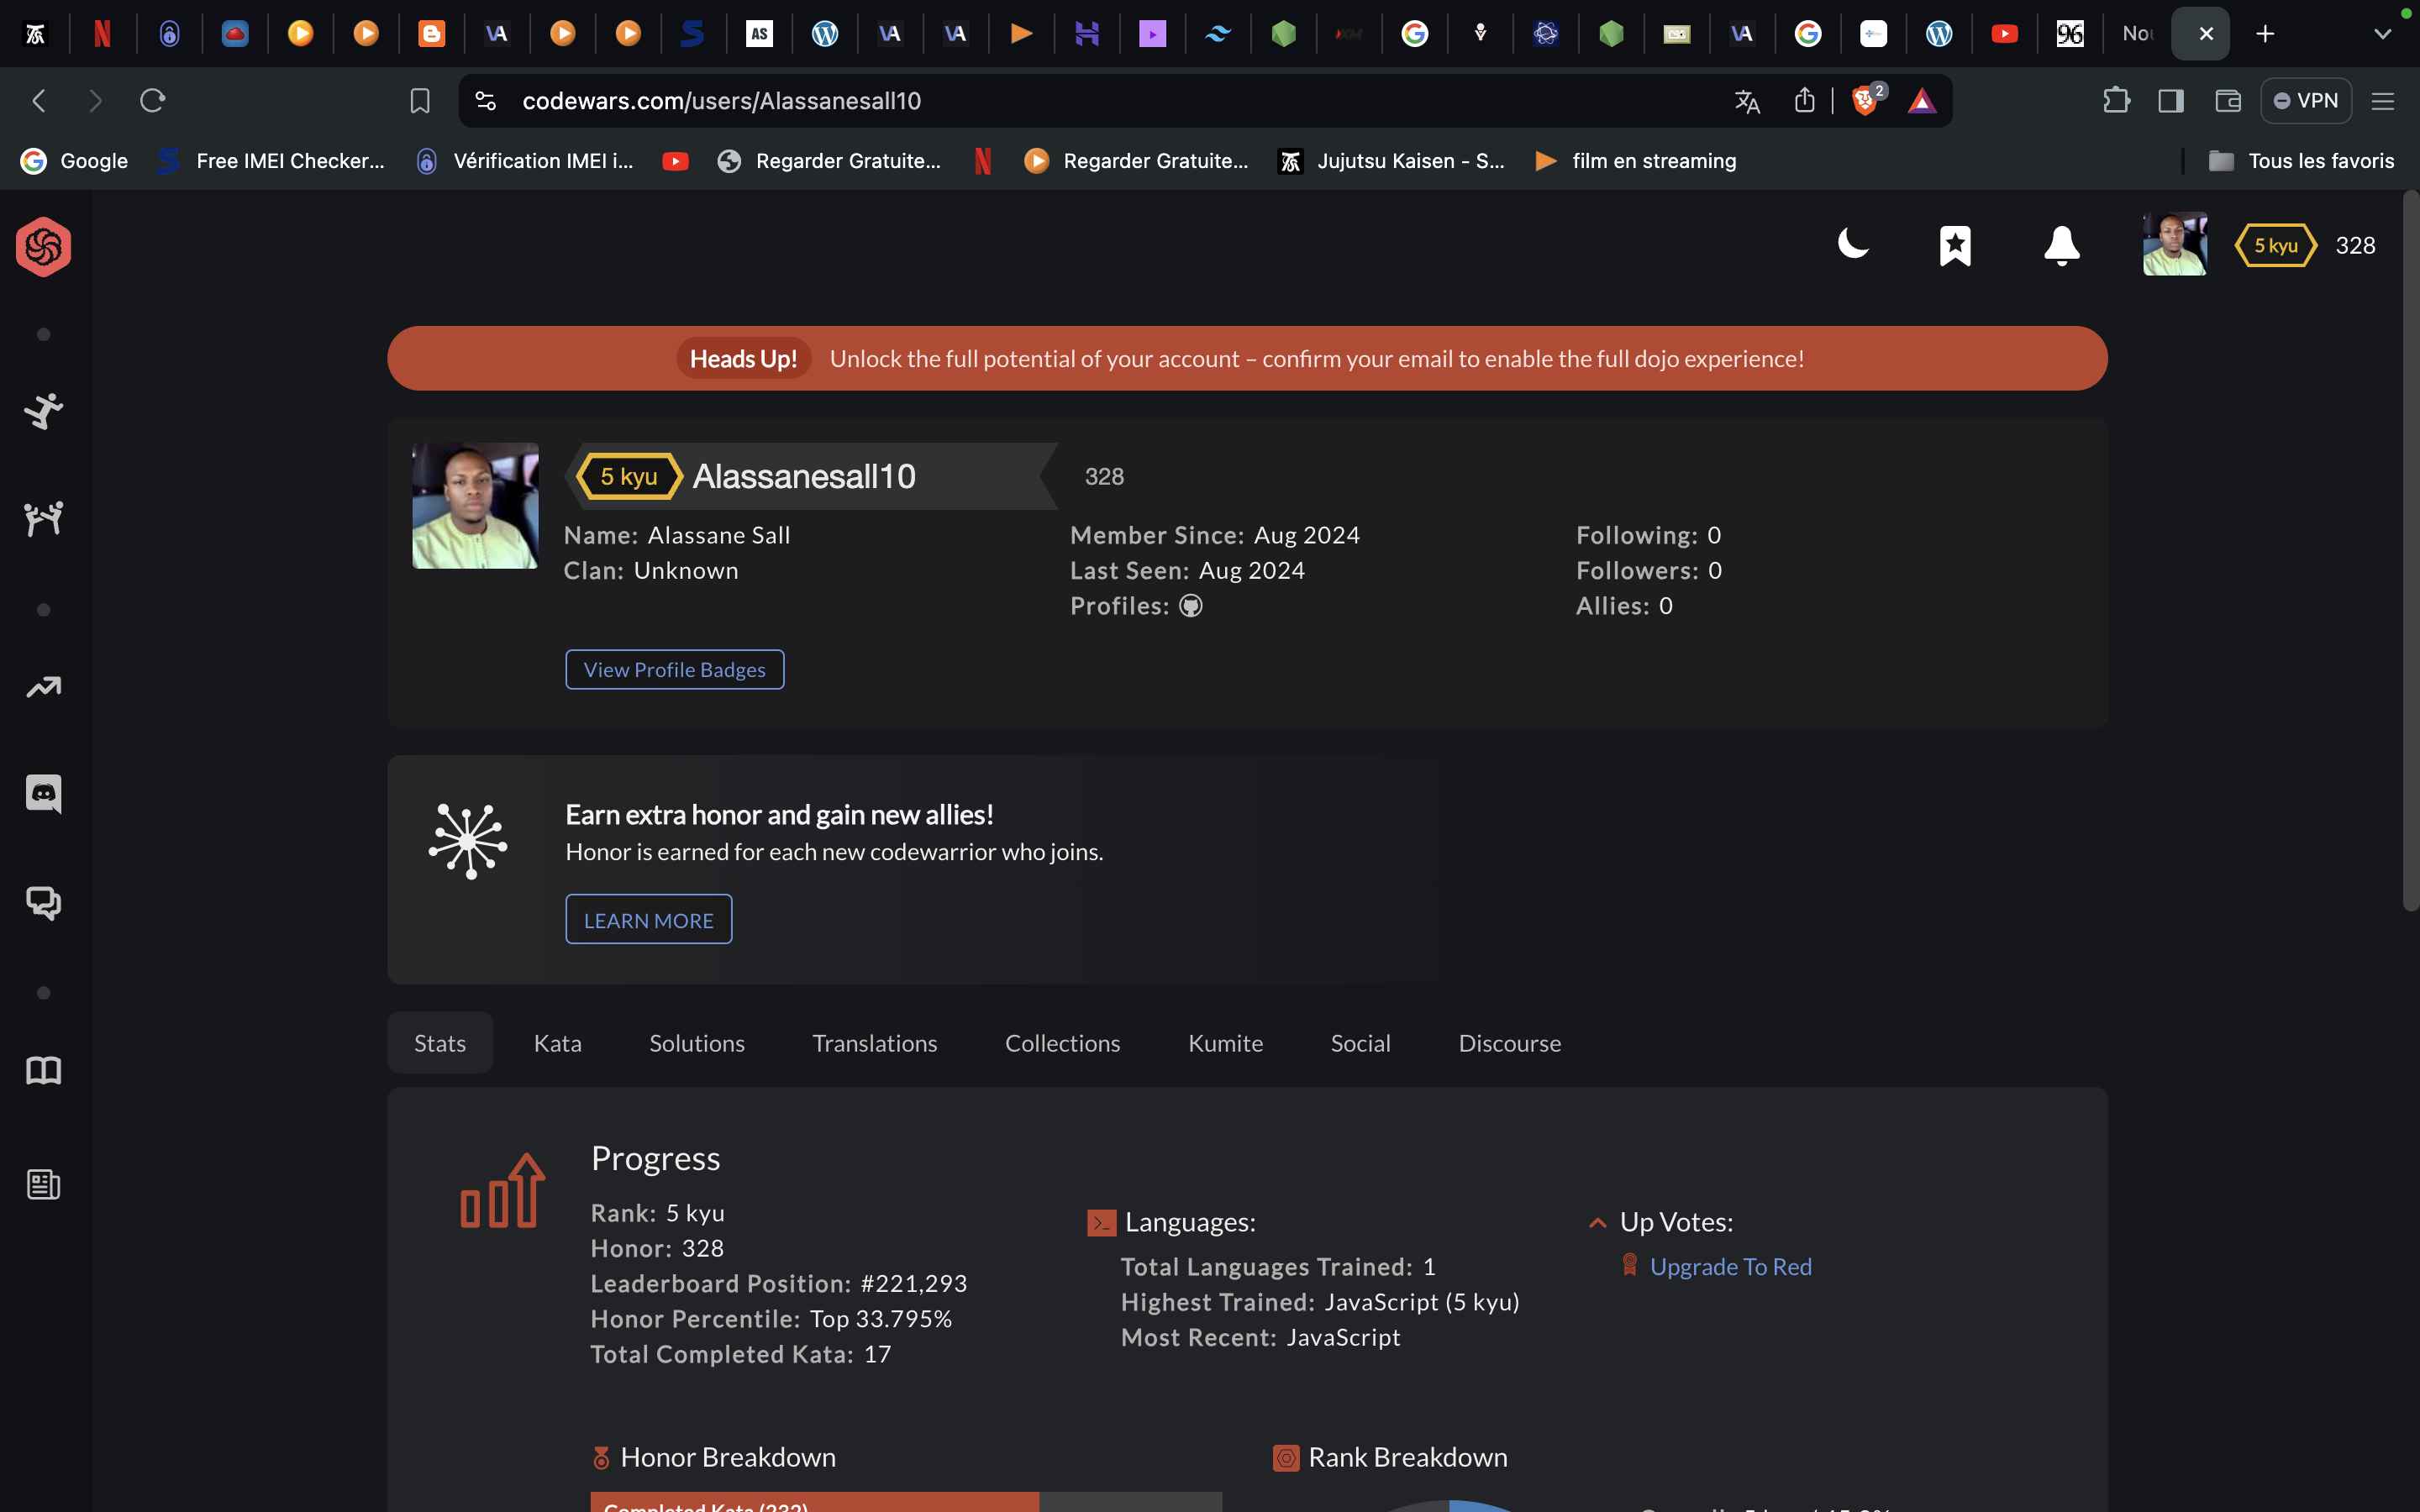 AS
96
Nou
codewars.com/users/Alassanesall10
2
VPN
Google
Free IMEI Checker...
Vérification IMEI i...
Regarder Gratuite...
Regarder Gratuite...
Jujutsu Kaisen - S...
film en streaming
Tous les favoris
5 kyu
328
Heads Up!
Unlock the full potential of your account – confirm your email to enable the full dojo experience!
5 kyu
Alassanesall10
328
Name: Alassane Sall
Clan: Unknown
Member Since: Aug 2024
Last Seen: Aug 2024
Profiles:
Following: 0
Followers: 0
Allies: 0
View Profile Badges
Earn extra honor and gain new allies!
Honor is earned for each new codewarrior who joins.
LEARN MORE
Stats
Kata
Solutions
Translations
Collections
Kumite
Social
Discourse
Progress
Rank: 5 kyu
Honor: 328
Leaderboard Position: #221,293
Honor Percentile: Top 33.795%
Total Completed Kata: 17
Languages:
Total Languages Trained: 1
Highest Trained: JavaScript (5 kyu)
Most Recent: JavaScript
Up Votes:
Upgrade To Red
Honor Breakdown
Completed Kata (232)
Rank Breakdown